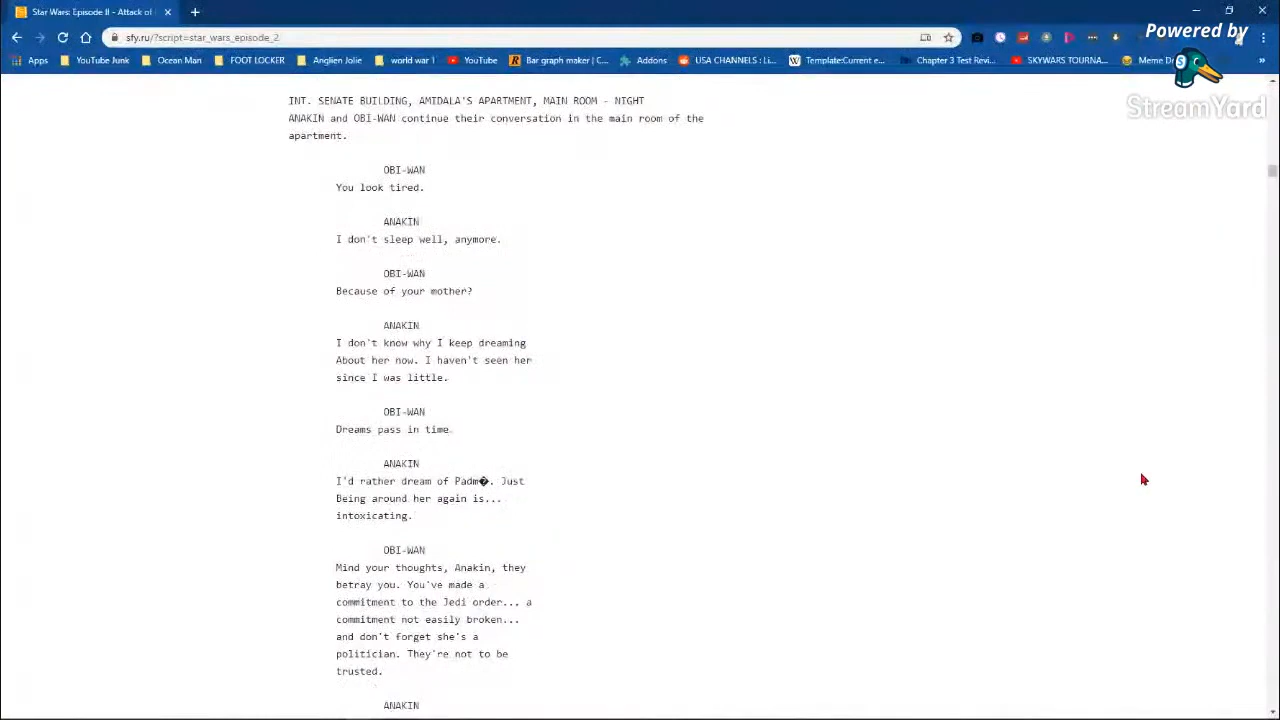 Star Wars: Episode II - Attack of
sfy.ru/?script=star_wars_episode_2
Powered by
Apps YouTube Junk Ocean Man FOOT LOCKER Anglien Jolie world war I YouTube Bar graph maker | C... Addons USA CHANNELS : Li... Template:Current e... Chapter 3 Test Revi... SKYWARS TOURNA... Meme De
StreamYard
INT. SENATE BUILDING, AMIDALA'S APARTMENT, MAIN ROOM - NIGHT
ANAKIN and OBI-WAN continue their conversation in the main room of the
apartment.
OBI-WAN
You look tired.
ANAKIN
I don't sleep well, anymore.
OBI-WAN
Because of your mother?
ANAKIN
I don't know why I keep dreaming
About her now. I haven't seen her
since I was little.
OBI-WAN
Dreams pass in time.
ANAKIN
I'd rather dream of Padm�. Just
Being around her again is...
intoxicating.
OBI-WAN
Mind your thoughts, Anakin, they
betray you. You've made a
commitment to the Jedi order... a
commitment not easily broken...
and don't forget she's a
politician. They're not to be
trusted.
ANAKIN